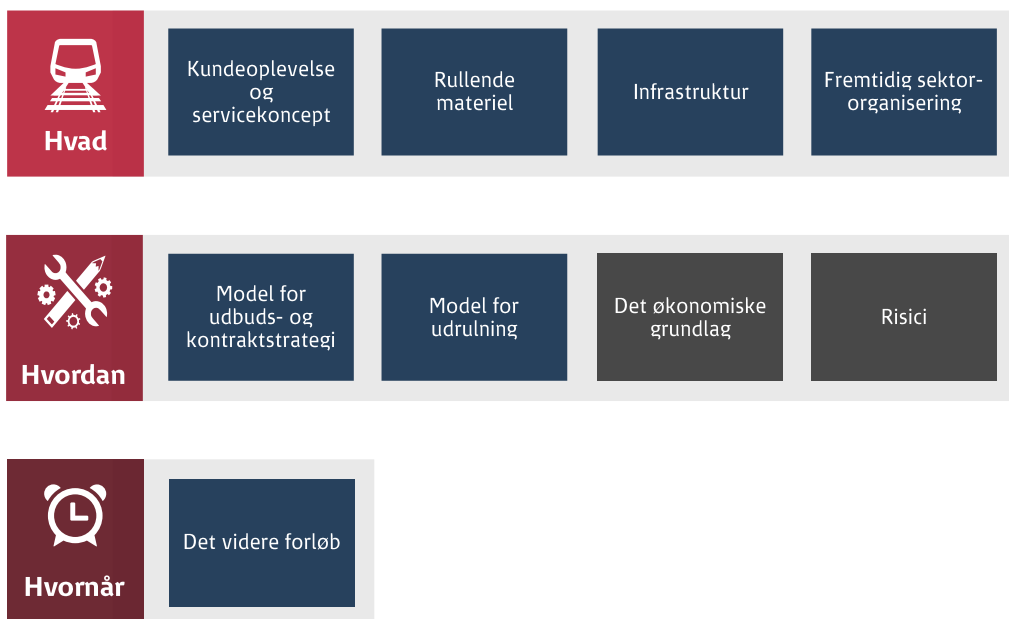 Hvad
Kundeoplevelse
og
servicekoncept
Rullende
materiel
Infrastruktur
Fremtidig sektor-
organisering
Hvordan
Model for
udbuds- og
kontraktstrategi
Model for
udrulning
Det økonomiske
grundlag
Risici
Hvornår
Det videre forløb